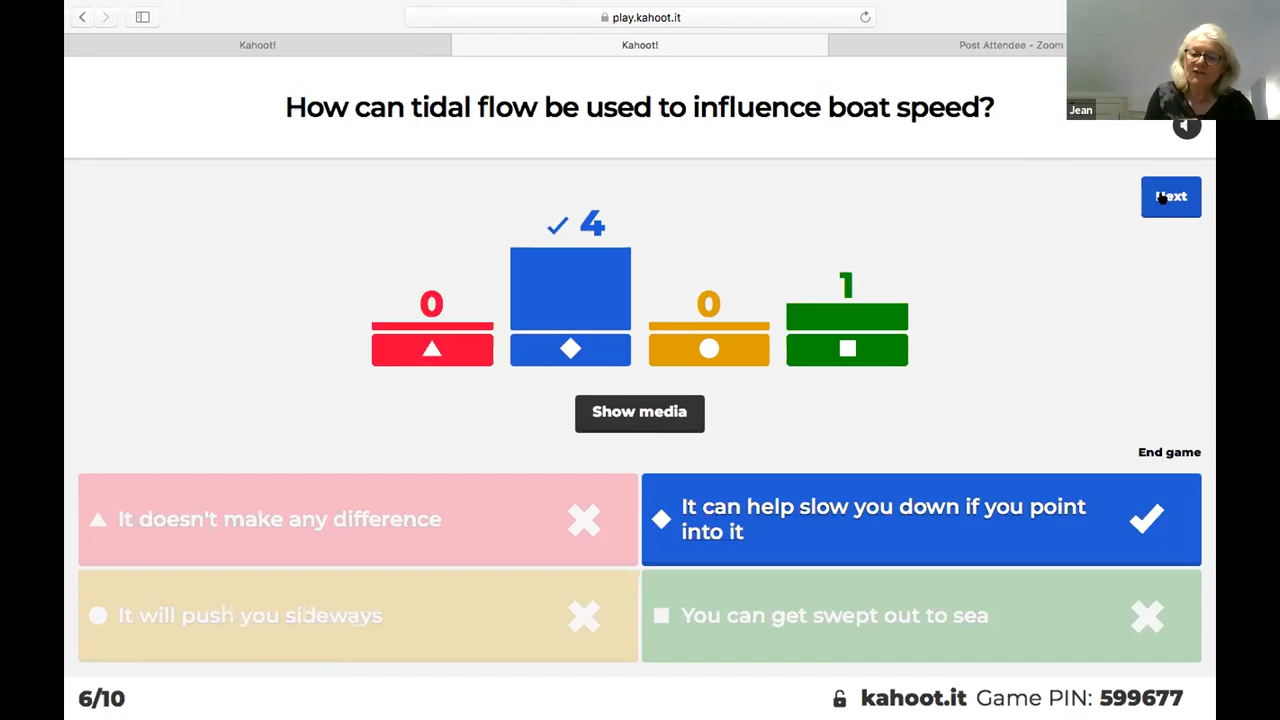 play.kahoot.it
Kahoot!
Kahoot!
Post Attendee - Zoom
Jean
How can tidal flow be used to influence boat speed?
Next
4
0
0
1
Show media
End game
It doesn't make any difference
It can help slow you down if you point
into it
It will push you sideways
You can get swept out to sea
6/10
kahoot.it Game PIN: 599677